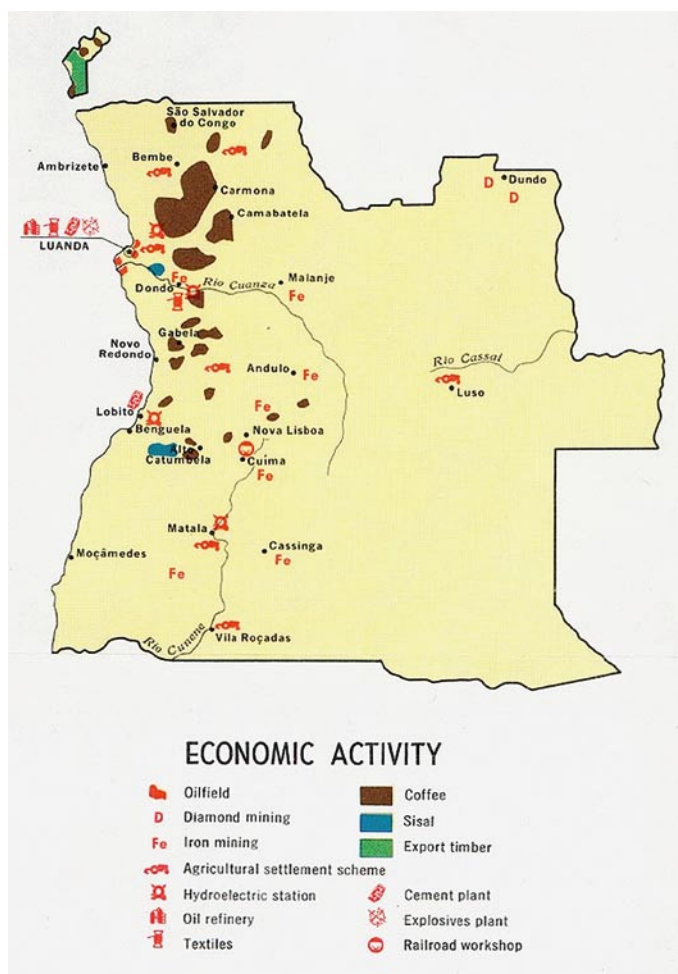 São Salvador
do Congo
Bembe
Ambrizete
Carmona
Camabatela
D
Dundo
D
LUANDA
Fe
Rio Cuanza
Malanje
Dondo
Fe
Gabela
Novo
Redondo
Rio Cassai
Andulo
Fe
Luso
Fe
Lobito
Benguela
Nova Lisboa
Alto
Catumbela
Cuíma
Fe
Matala
Cassinga
Moçâmedes
Fe
Fe
Rio Cunene
Vila Roçadas
ECONOMIC ACTIVITY
Oilfield
D Diamond mining
Fe Iron mining
Agricultural settlement scheme
Hydroelectric station
Oil refinery
Textiles
Coffee
Sisal
Export timber
Cement plant
Explosives plant
Railroad workshop